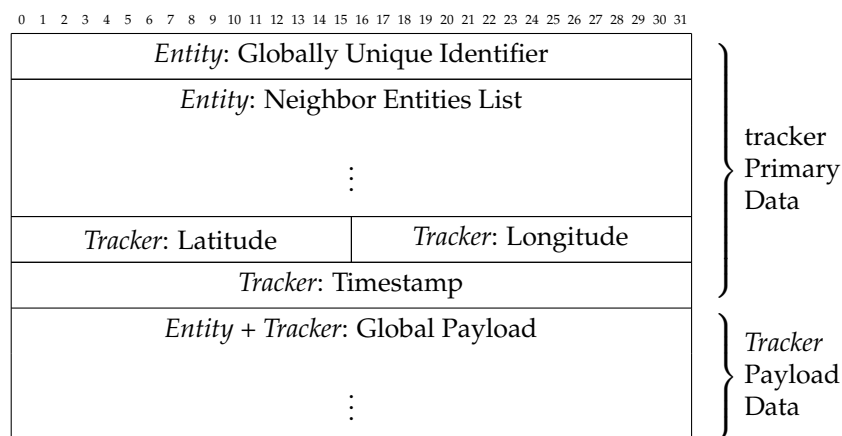 0 1 2 3 4 5 6 7 8 9 10 11 12 13 14 15 16 17 18 19 20 21 22 23 24 25 26 27 28 29 30 31
Entity: Globally Unique Identifier
Entity: Neighbor Entities List
⋮
Tracker: Latitude
Tracker: Longitude
Tracker: Timestamp
tracker
Primary
Data
Entity + Tracker: Global Payload
⋮
Tracker
Payload
Data